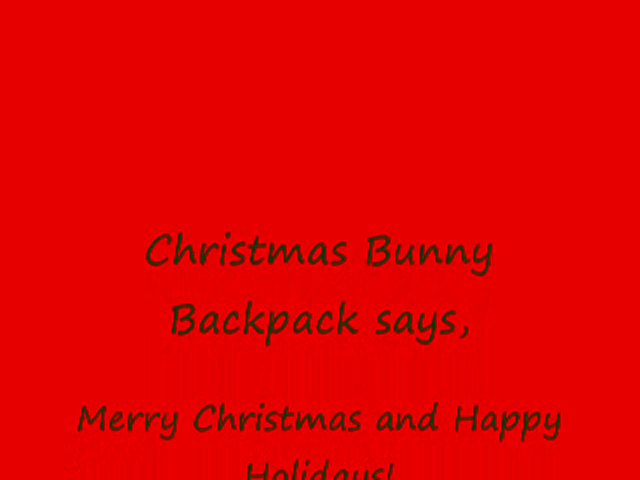 Christmas Bunny
Backpack says,
Merry Christmas and Happy
Holidays!